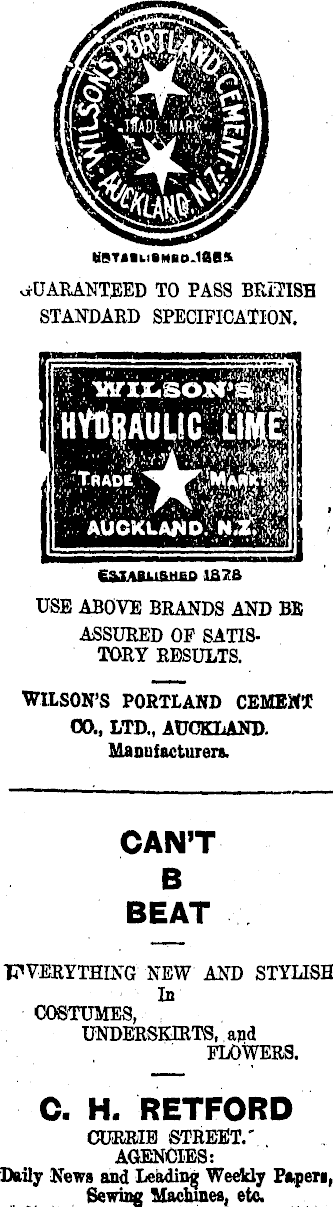 WILSON'S PORTLAND CEMENT.
TRADE MARK
AUCKLAND. N.Z.
ESTABLISHED.1885
GUARANTEED TO PASS BRITISH
STANDARD SPECIFICATION.
WILSON'S
HYDRAULIC LIME
TRADE MARK
AUCKLAND N.Z.
ESTABLISHED 1878
USE ABOVE BRANDS AND BE
ASSURED OF SATIS-
TORY RESULTS.
WILSON'S PORTLAND CEMENT
CO., LTD., AUCKLAND.
Manufacturers.
CAN'T
B
BEAT
EVERYTHING NEW AND STYLISH
In
COSTUMES,
UNDERSKIRTS, and
FLOWERS.
C. H. RETFORD
CURRIE STREET.
AGENCIES:
Daily News and Leading Weekly Papers,
Sewing Machines, etc.